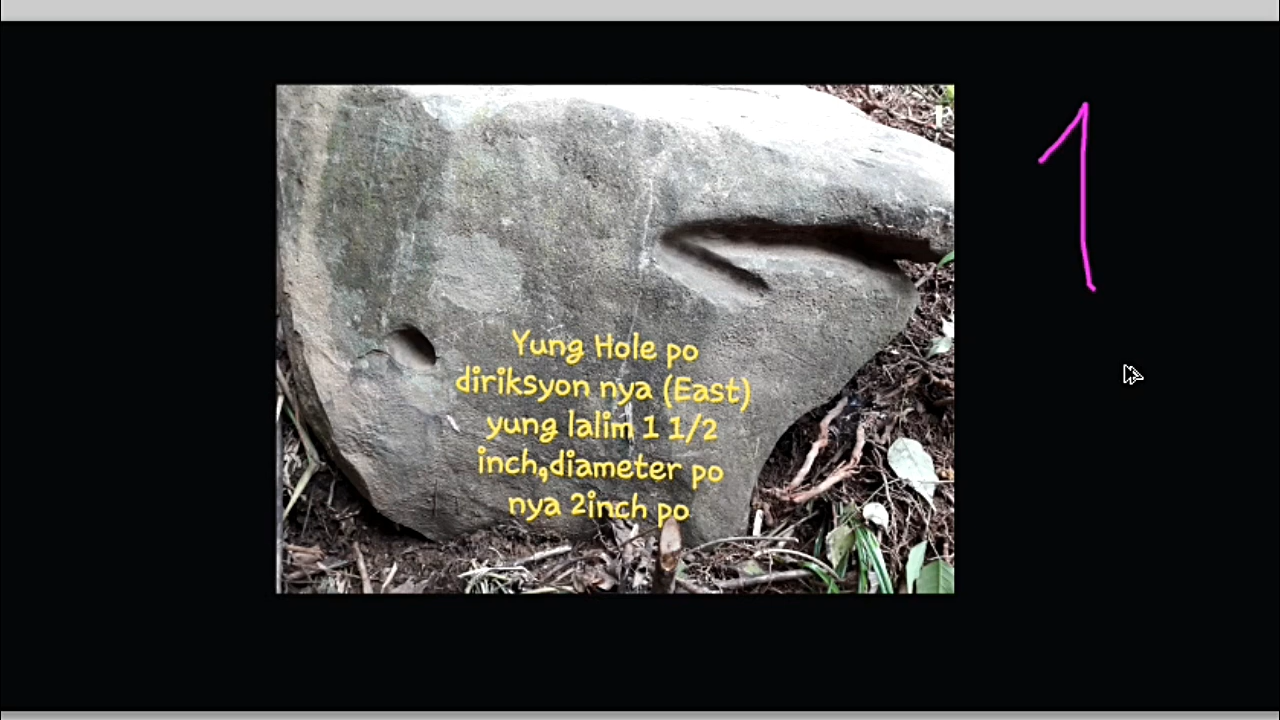 P
1
Yung Hole po
diriksyon nya (East)
yung lalim 1 1/2
inch,diameter po
nya 2inch po